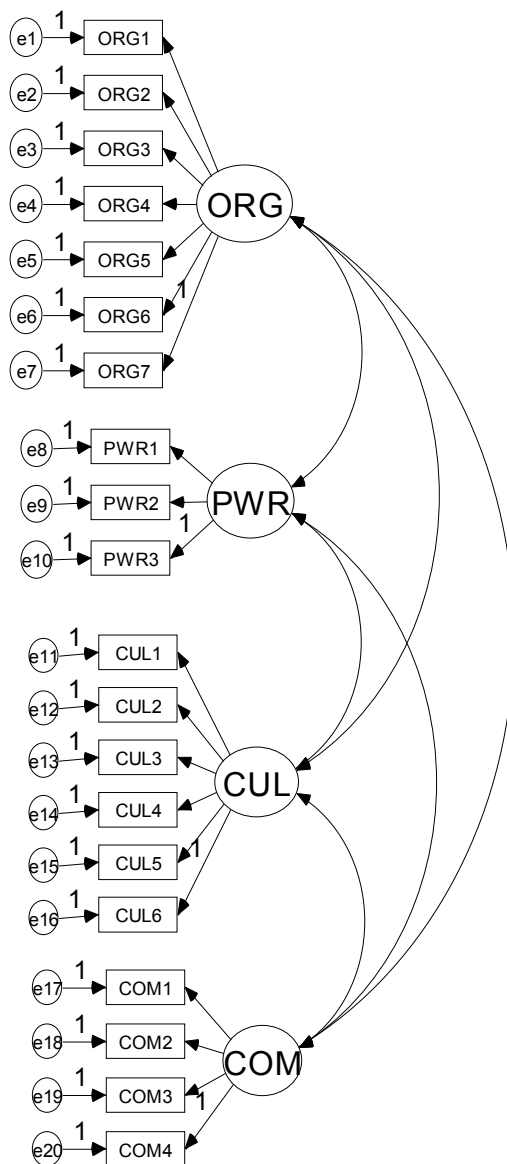 1
e1 ORG1
1
e2 ORG2
1
e3 ORG3
1
e4 ORG4
ORG
1
e5 ORG5
1
1
e6 ORG6
1
e7 ORG7
1
e8 PWR1
1
e9 PWR2
PWR
1
1
e10 PWR3
1
e11 CUL1
1
e12 CUL2
1
e13 CUL3
CUL
1
e14 CUL4
1
1
e15 CUL5
1
e16 CUL6
1
e17 COM1
1
e18 COM2
COM
1
e19 COM3
1
1
e20 COM4